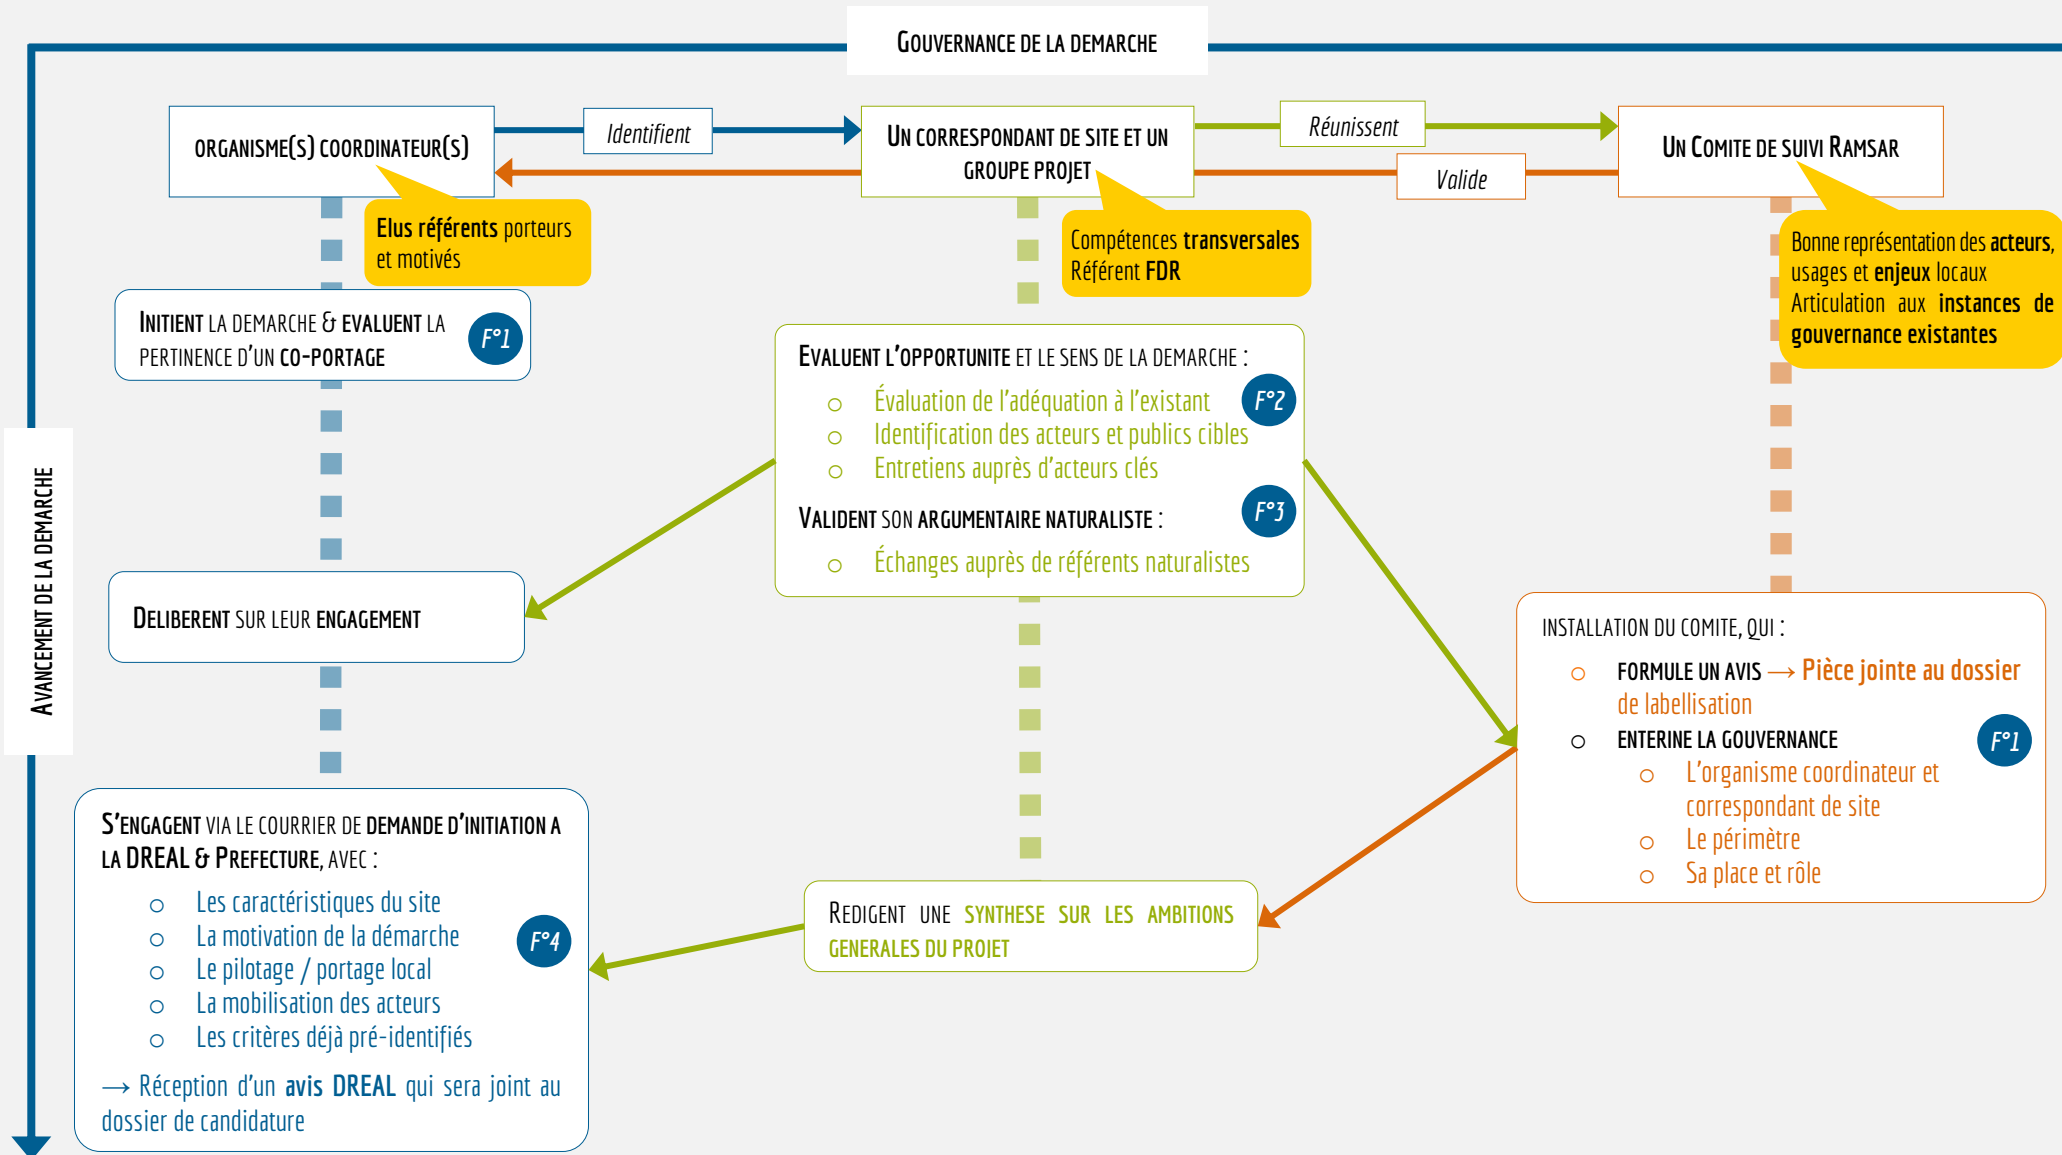 GOUVERNANCE DE LA DEMARCHE
ORGANISME(S) COORDINATEUR(S)
Identifient
UN CORRESPONDANT DE SITE ET UN
GROUPE PROJET
Réunissent
Valide
UN COMITE DE SUIVI RAMSAR
Elus référents porteurs
et motivés
Compétences transversales
Référent FDR
Bonne représentation des acteurs,
usages et enjeux locaux
Articulation aux instances de
gouvernance existantes
AVANCEMENT DE LA DEMARCHE
INITIENT LA DEMARCHE & EVALUENT LA
PERTINENCE D'UN CO-PORTAGE
F°1
EVALUENT L'OPPORTUNITE ET LE SENS DE LA DEMARCHE :
o Évaluation de l'adéquation à l'existant
F°2
o Identification des acteurs et publics cibles
o Entretiens auprès d'acteurs clés
VALIDENT SON ARGUMENTAIRE NATURALISTE :
F°3
o Échanges auprès de référents naturalistes
DELIBERENT SUR LEUR ENGAGEMENT
INSTALLATION DU COMITE, QUI :
o FORMULE UN AVIS → Pièce jointe au dossier
de labellisation
o ENTERINE LA GOUVERNANCE
F°1
o L'organisme coordinateur et
correspondant de site
o Le périmètre
o Sa place et rôle
REDIGENT UNE SYNTHESE SUR LES AMBITIONS
GENERALES DU PROJET
S'ENGAGENT VIA LE COURRIER DE DEMANDE D'INITIATION A
LA DREAL & PREFECTURE, AVEC :
o Les caractéristiques du site
o La motivation de la démarche
F°4
o Le pilotage / portage local
o La mobilisation des acteurs
o Les critères déjà pré-identifiés
→ Réception d'un avis DREAL qui sera joint au
dossier de candidature